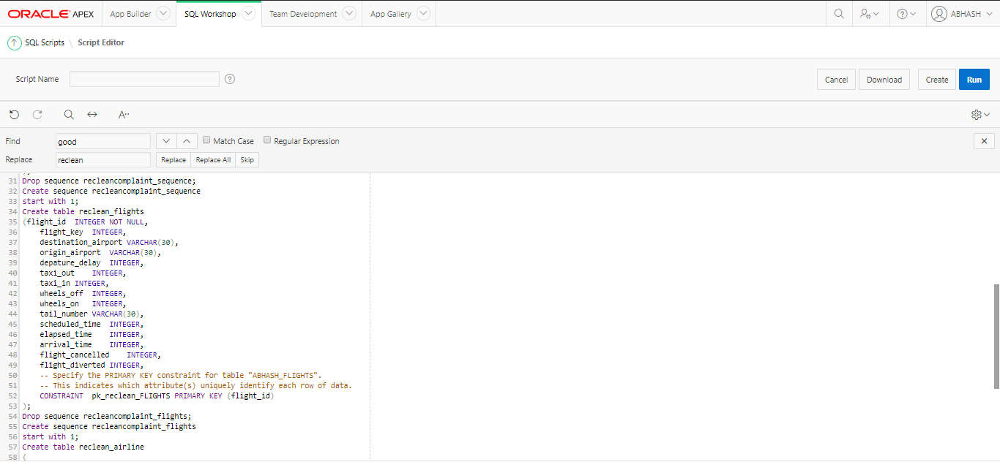 ORACLE APEX App Builder SQL Workshop Team Development App Gallery ABHASH
SQL Scripts \ Script Editor
Script Name Cancel Download Create Run
A··
Find good Match Case Regular Expression
Replace reclean Replace Replace All Skip
31 Drop sequence recleancomplaint_sequence;
32 Create sequence recleancomplaint_sequence
33 start with 1;
34 Create table reclean_flights
35 (flight_id INTEGER NOT NULL,
36 flight_key INTEGER,
37 destination_airport VARCHAR(30),
38 origin_airport VARCHAR(30),
39 depature_delay INTEGER,
40 taxi_out INTEGER,
41 taxi_in INTEGER,
42 wheels_off INTEGER,
43 wheels_on INTEGER,
44 tail_number VARCHAR(30),
45 scheduled_time INTEGER,
46 elapsed_time INTEGER,
47 arrival_time INTEGER,
48 flight_cancelled INTEGER,
49 flight_diverted INTEGER,
50 -- Specify the PRIMARY KEY constraint for table "ABHASH_FLIGHTS".
51 -- This indicates which attribute(s) uniquely identify each row of data.
52 CONSTRAINT pk_reclean_FLIGHTS PRIMARY KEY (flight_id)
53 );
54 Drop sequence recleancomplaint_flights;
55 Create sequence recleancomplaint_flights
56 start with 1;
57 Create table reclean_airline
58 (